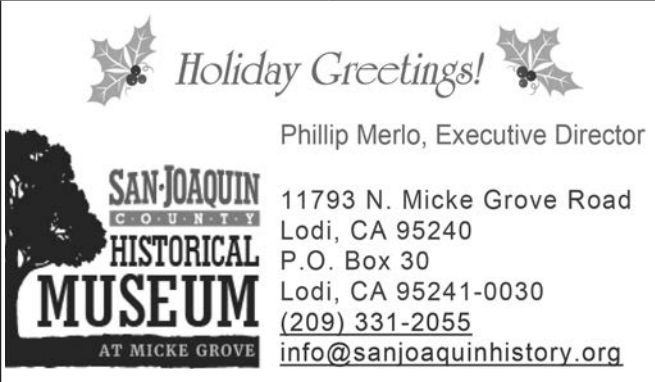 Holiday Greetings!
Phillip Merlo, Executive Director
SAN·JOAQUIN
C·O·U·N·T·Y
HISTORICAL
MUSEUM
AT MICKE GROVE
11793 N. Micke Grove Road
Lodi, CA 95240
P.O. Box 30
Lodi, CA 95241-0030
(209) 331-2055
info@sanjoaquinhistory.org